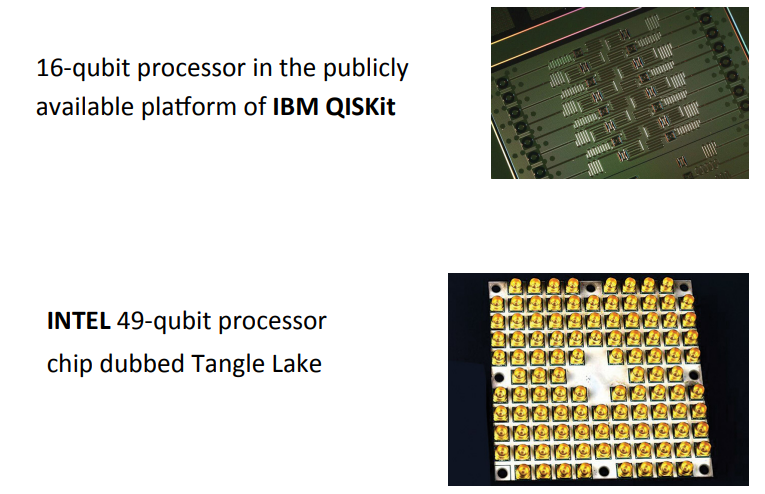 16-qubit processor in the publicly
available platform of IBM QISKit
INTEL 49-qubit processor
chip dubbed Tangle Lake